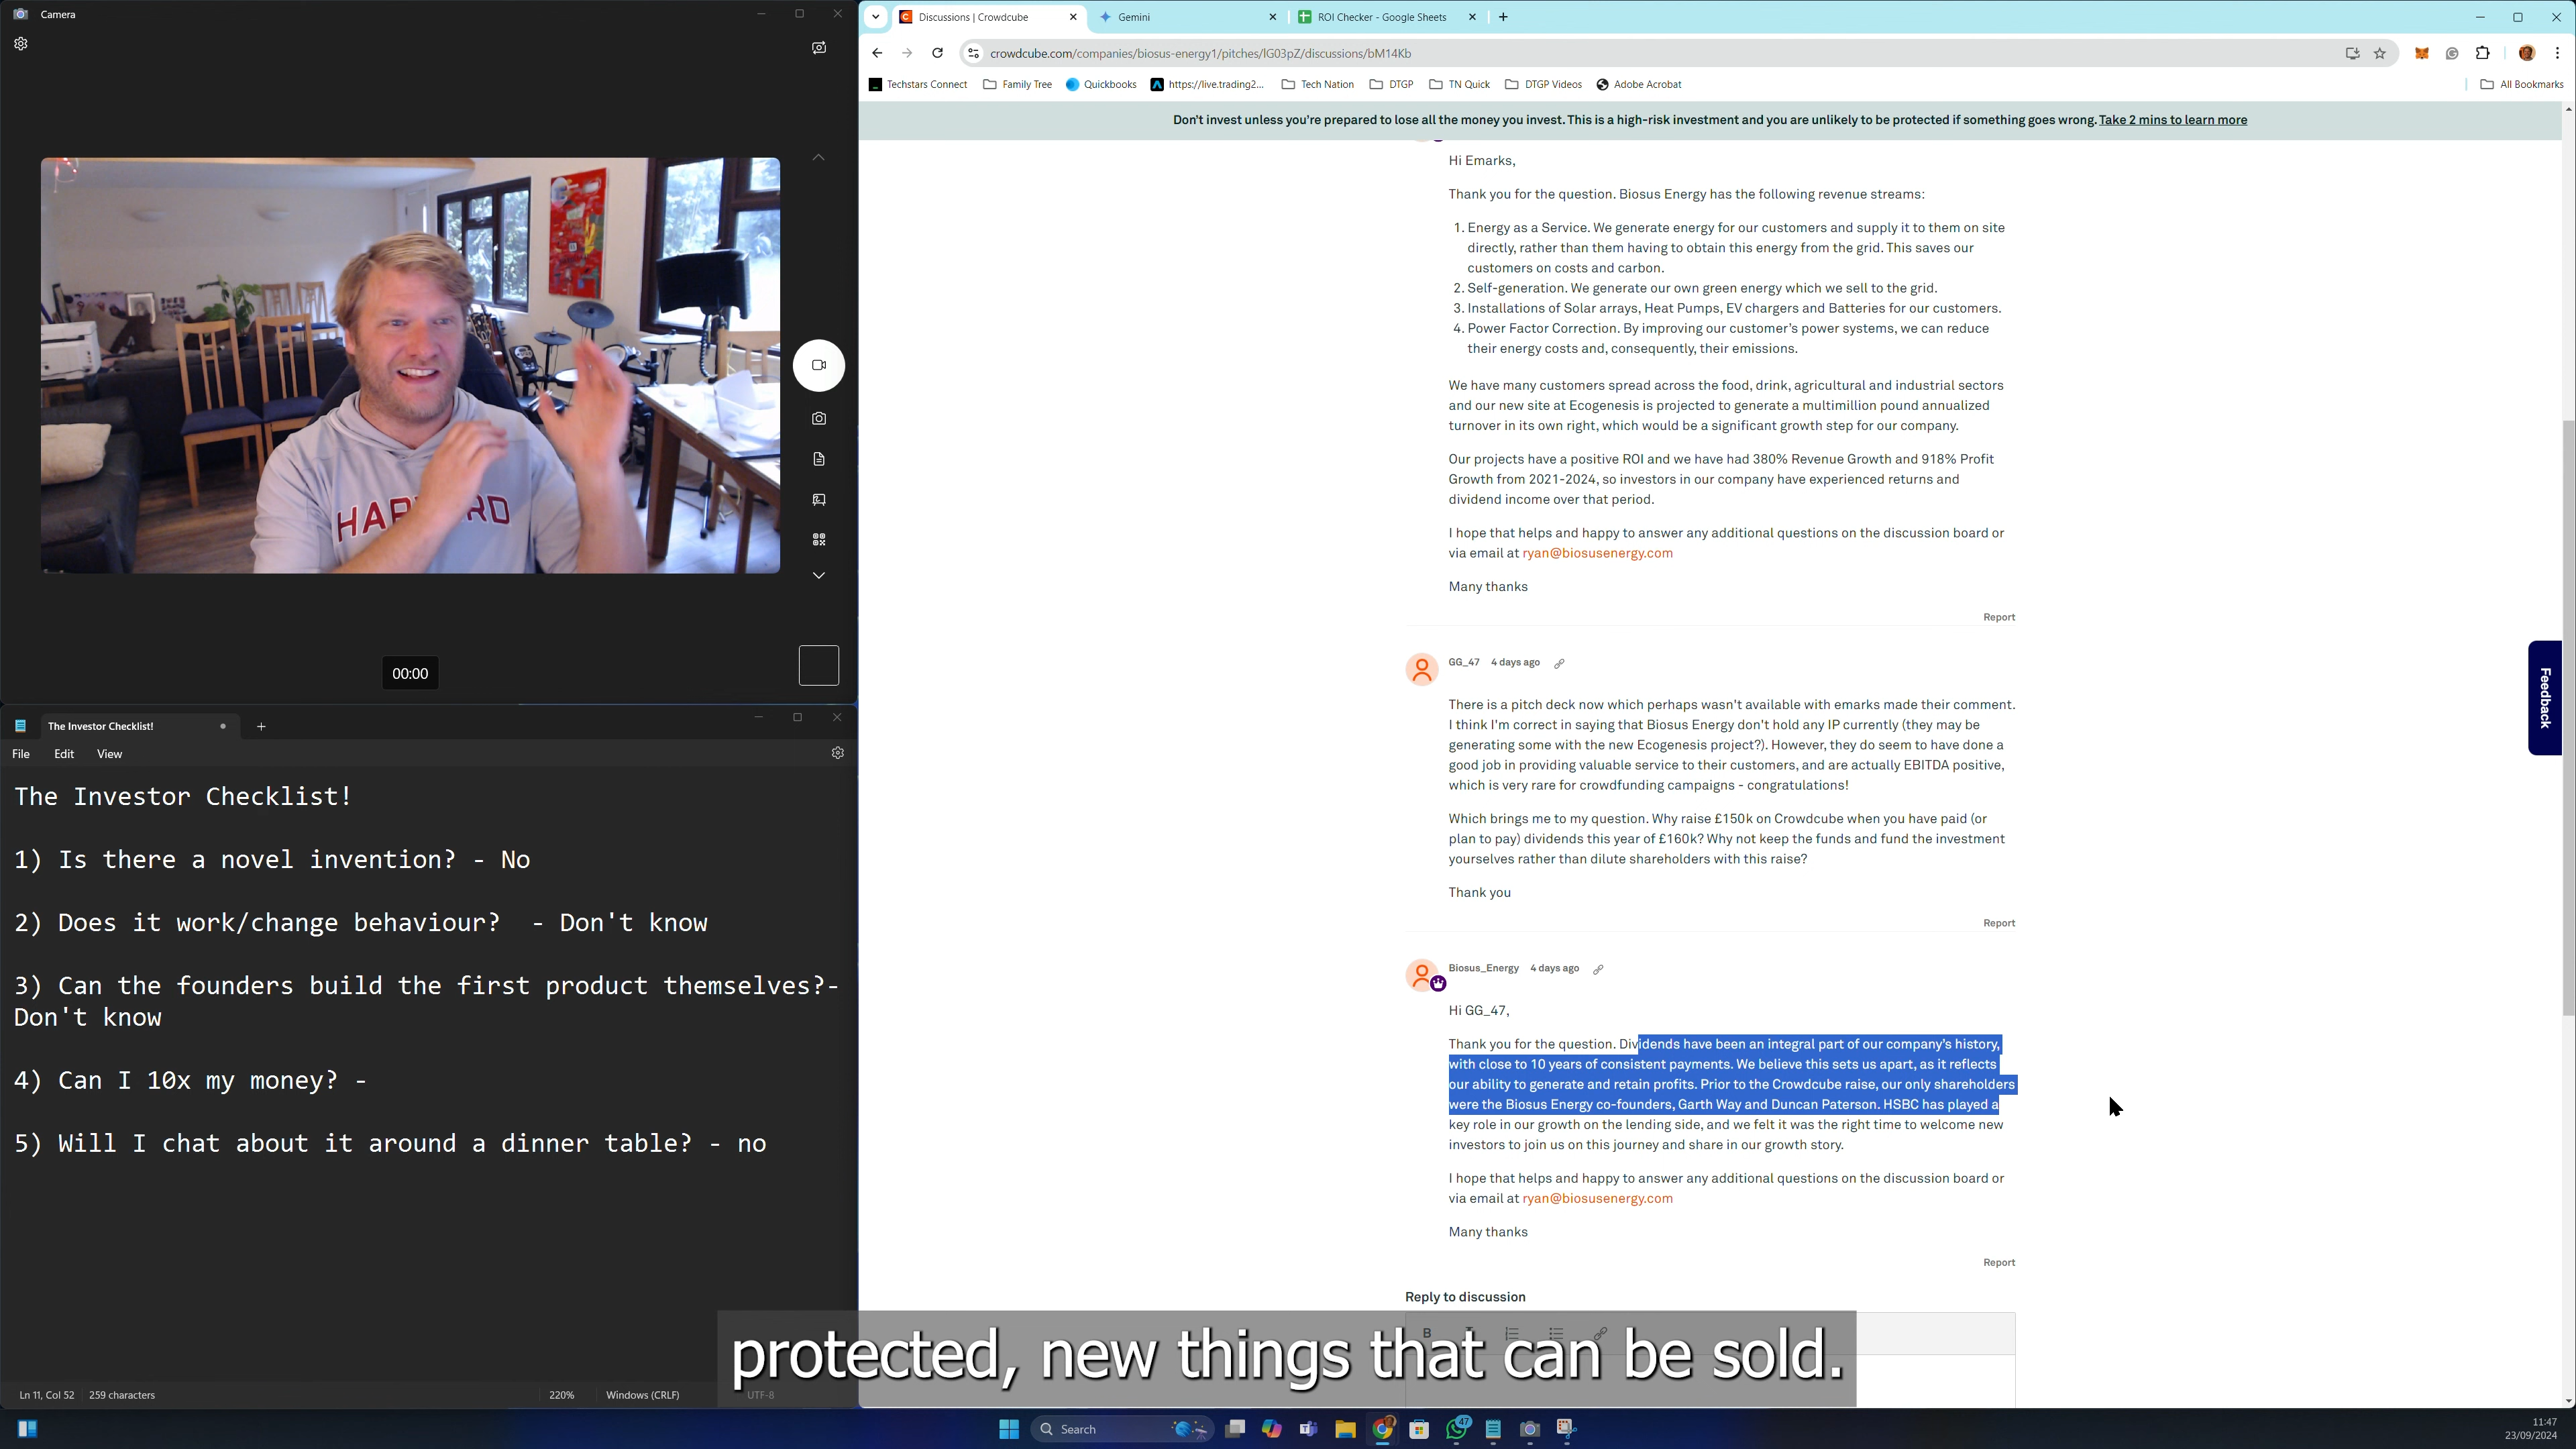 Camera
HARVARD
00:00
The Investor Checklist!
File Edit View
The Investor Checklist!
1) Is there a novel invention? - No
2) Does it work/change behaviour?  - Don't know
3) Can the founders build the first product themselves?-
Don't know
4) Can I 10x my money? -
5) Will I chat about it around a dinner table? - no
Ln 11, Col 52 259 characters 220% Windows (CRLF) UTF-8
Discussions | Crowdcube Gemini ROI Checker - Google Sheets
crowdcube.com/companies/biosus-energy1/pitches/lG03pZ/discussions/bM14Kb
Techstars Connect Family Tree Quickbooks https://live.trading2... Tech Nation DTGP TN Quick DTGP Videos Adobe Acrobat All Bookmarks
Don't invest unless you're prepared to lose all the money you invest. This is a high-risk investment and you are unlikely to be protected if something goes wrong. Take 2 mins to learn more
Hi Emarks,
Thank you for the question. Biosus Energy has the following revenue streams:
1. Energy as a Service. We generate energy for our customers and supply it to them on site
directly, rather than them having to obtain this energy from the grid. This saves our
customers on costs and carbon.
2. Self-generation. We generate our own green energy which we sell to the grid.
3. Installations of Solar arrays, Heat Pumps, EV chargers and Batteries for our customers.
4. Power Factor Correction. By improving our customer's power systems, we can reduce
their energy costs and, consequently, their emissions.
We have many customers spread across the food, drink, agricultural and industrial sectors
and our new site at Ecogenesis is projected to generate a multimillion pound annualized
turnover in its own right, which would be a significant growth step for our company.
Our projects have a positive ROI and we have had 380% Revenue Growth and 918% Profit
Growth from 2021-2024, so investors in our company have experienced returns and
dividend income over that period.
I hope that helps and happy to answer any additional questions on the discussion board or
via email at ryan@biosusenergy.com
Many thanks
Report
GG_47 4 days ago
There is a pitch deck now which perhaps wasn't available with emarks made their comment.
I think I'm correct in saying that Biosus Energy don't hold any IP currently (they may be
generating some with the new Ecogenesis project?). However, they do seem to have done a
good job in providing valuable service to their customers, and are actually EBITDA positive,
which is very rare for crowdfunding campaigns - congratulations!
Which brings me to my question. Why raise £150k on Crowdcube when you have paid (or
plan to pay) dividends this year of £160k? Why not keep the funds and fund the investment
yourselves rather than dilute shareholders with this raise?
Thank you
Report
Biosus_Energy 4 days ago
Hi GG_47,
Thank you for the question. Dividends have been an integral part of our company's history,
with close to 10 years of consistent payments. We believe this sets us apart, as it reflects
our ability to generate and retain profits. Prior to the Crowdcube raise, our only shareholders
were the Biosus Energy co-founders, Garth Way and Duncan Paterson. HSBC has played a
key role in our growth on the lending side, and we felt it was the right time to welcome new
investors to join us on this journey and share in our growth story.
I hope that helps and happy to answer any additional questions on the discussion board or
via email at ryan@biosusenergy.com
Many thanks
Report
Reply to discussion
Feedback
protected, new things that can be sold.
Search
47
11:47
23/09/2024